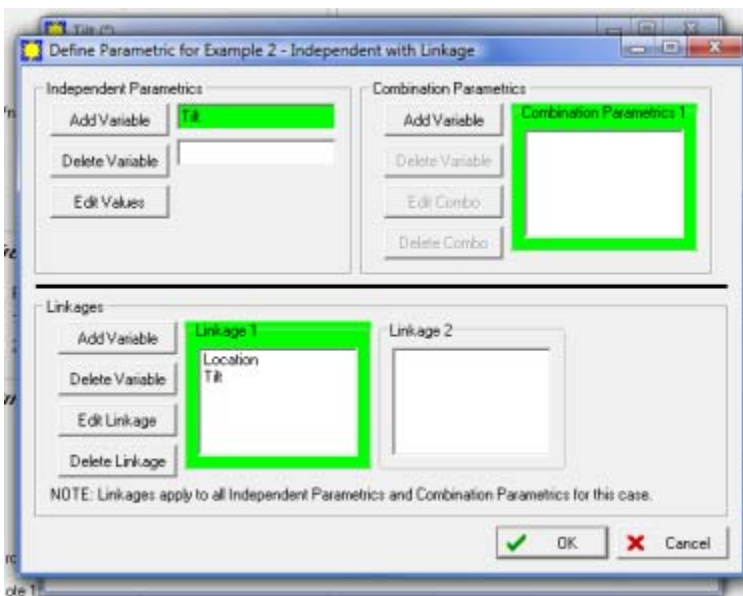 Tilt (*)
Define Parametric for Example 2 - Independent with Linkage
Independent Parametrics
Add Variable
Tilt
Delete Variable
Edit Values
Combination Parametrics
Add Variable
Combination Parametrics 1
Delete Variable
Edit Combo
Delete Combo
Linkages
Add Variable
Linkage 1
Location
Tilt
Linkage 2
Delete Variable
Edit Linkage
Delete Linkage
NOTE: Linkages apply to all Independent Parametrics and Combination Parametrics for this case.
OK
Cancel
ote 1